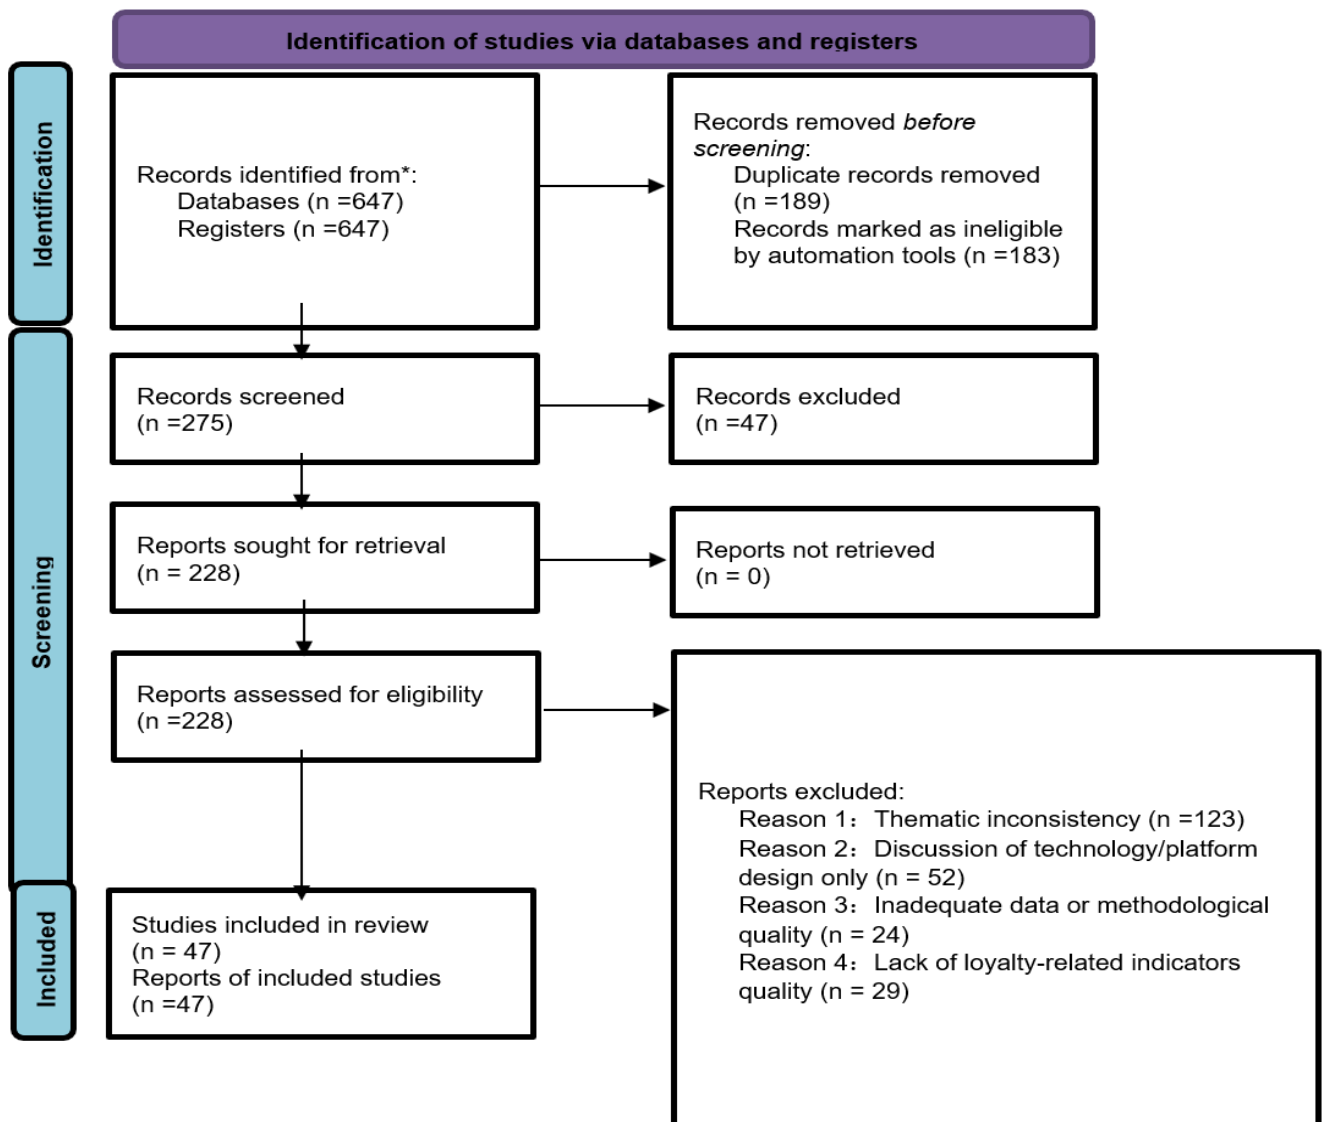 Identification of studies via databases and registers
Identification
Records identified from*:
Databases (n =647)
Registers (n =647)
Records removed before
screening:
Duplicate records removed
(n =189)
Records marked as ineligible
by automation tools (n =183)
Screening
Records screened
(n =275)
Records excluded
(n =47)
Reports sought for retrieval
(n = 228)
Reports not retrieved
(n = 0)
Reports assessed for eligibility
(n =228)
Reports excluded:
Reason 1：Thematic inconsistency (n =123)
Reason 2：Discussion of technology/platform
design only (n = 52)
Reason 3：Inadequate data or methodological
quality (n = 24)
Reason 4：Lack of loyalty-related indicators
quality (n = 29)
Included
Studies included in review
(n = 47)
Reports of included studies
(n =47)